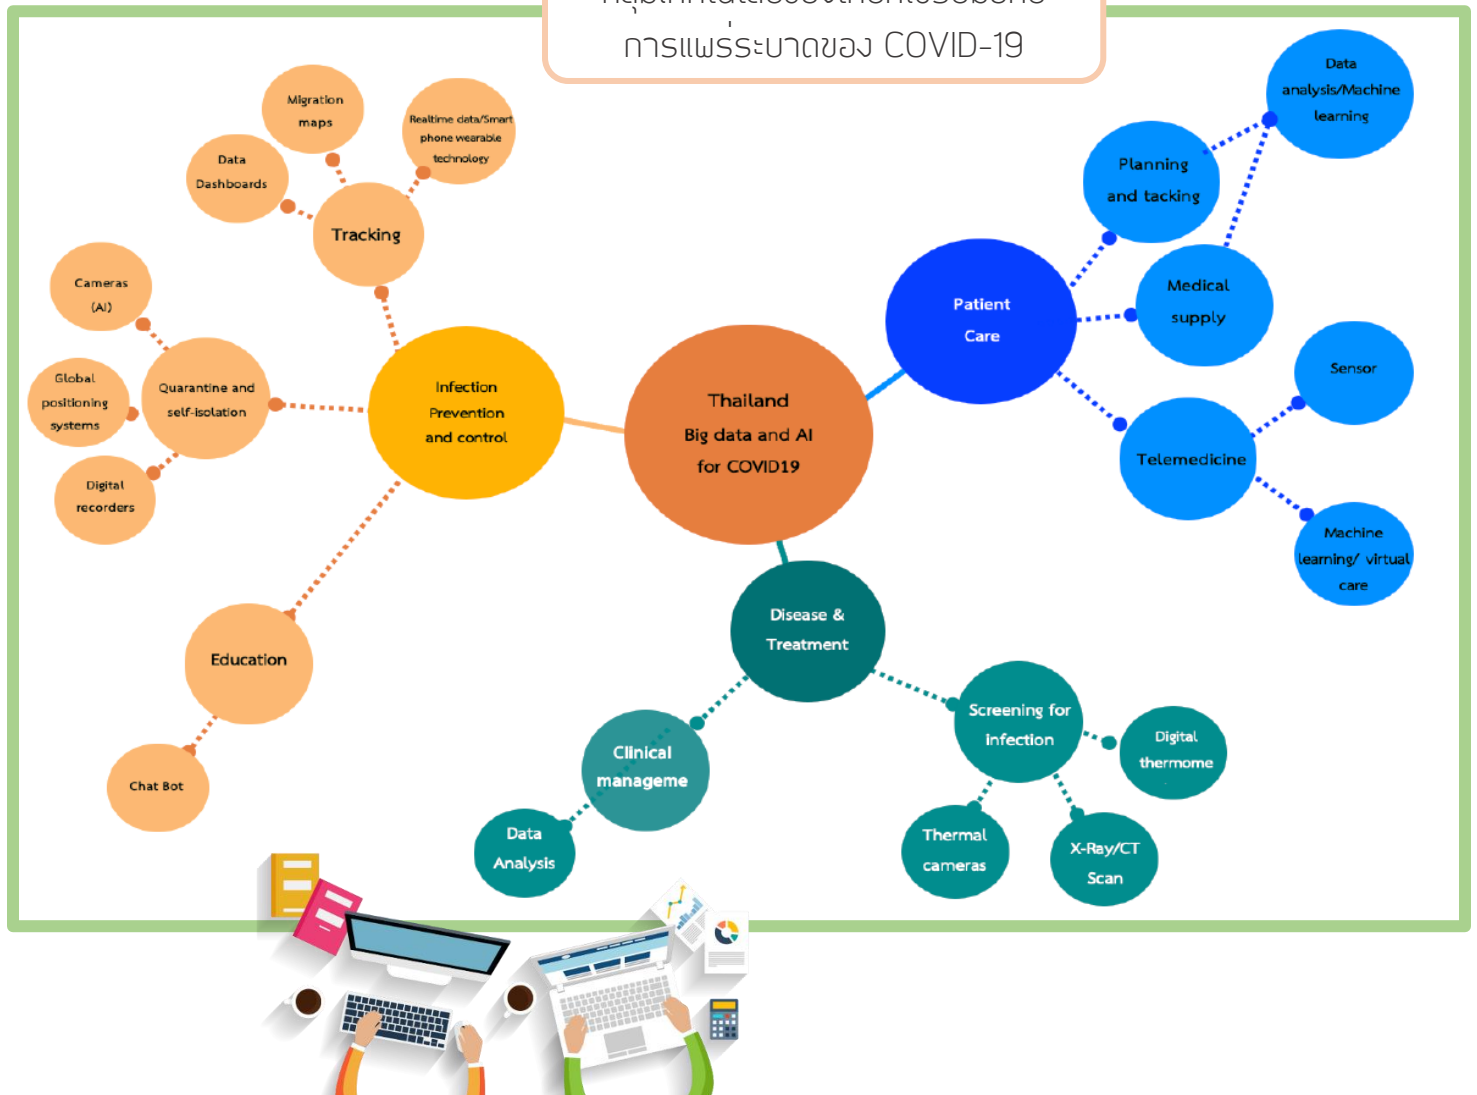 การแพร่ระบาดของ COVID-19
Migration
maps
Realtime data/Smart
phone wearable
technology
Data
Dashboards
Tracking
Cameras
(AI)
Global
positioning
systems
Quarantine and
self-isolation
Digital
recorders
Infection
Prevention
and control
Education
Chat Bot
Thailand
Big data and AI
for COVID19
Patient
Care
Planning
and tacking
Data
analysis/Machine
learning
Medical
supply
Sensor
Telemedicine
Machine
learning/ virtual
care
Disease &
Treatment
Clinical
manageme
Data
Analysis
Screening for
infection
Digital
thermome
Thermal
cameras
X-Ray/CT
Scan